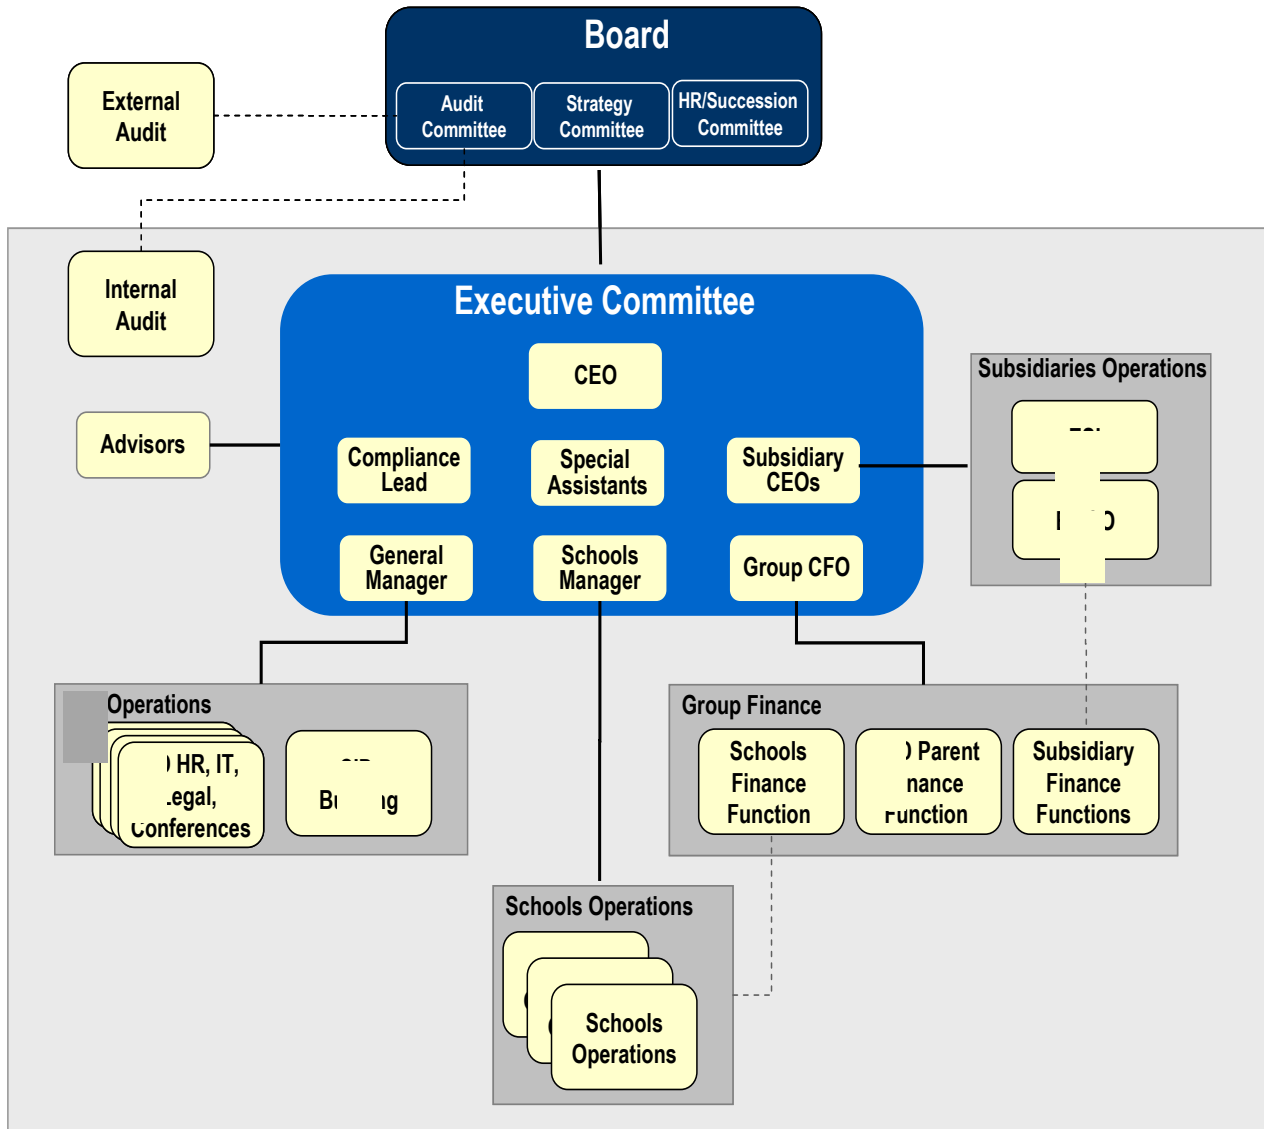 Board
Audit
Committee
Strategy
Committee
HR/Succession
Committee
External
Audit
Internal
Audit
Executive Committee
CEO
Advisors
Compliance
Lead
Special
Assistants
Subsidiary
CEOs
General
Manager
Schools
Manager
Group CFO
Subsidiaries Operations
Operations
HR, IT,
Legal,
Conferences
Group Finance
Schools
Finance
Function
Parent
Function
Subsidiary
Finance
Functions
Schools Operations
Schools
Operations